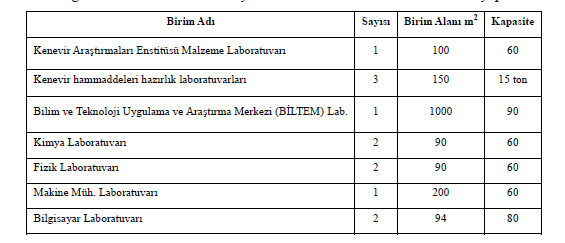 Birim Adı Sayısı Birim Alanı m² Kapasite
Kenevir Araştırmaları Enstitüsü Malzeme Laboratuvarı 1 100 60
Kenevir hammaddeleri hazırlık laboratuvarları 3 150 15 ton
Bilim ve Teknoloji Uygulama ve Araştırma Merkezi (BİLTEM) Lab. 1 1000 90
Kimya Laboratuvarı 2 90 60
Fizik Laboratuvarı 2 90 60
Makine Müh. Laboratuvarı 1 200 60
Bilgisayar Laboratuvarı 2 94 80